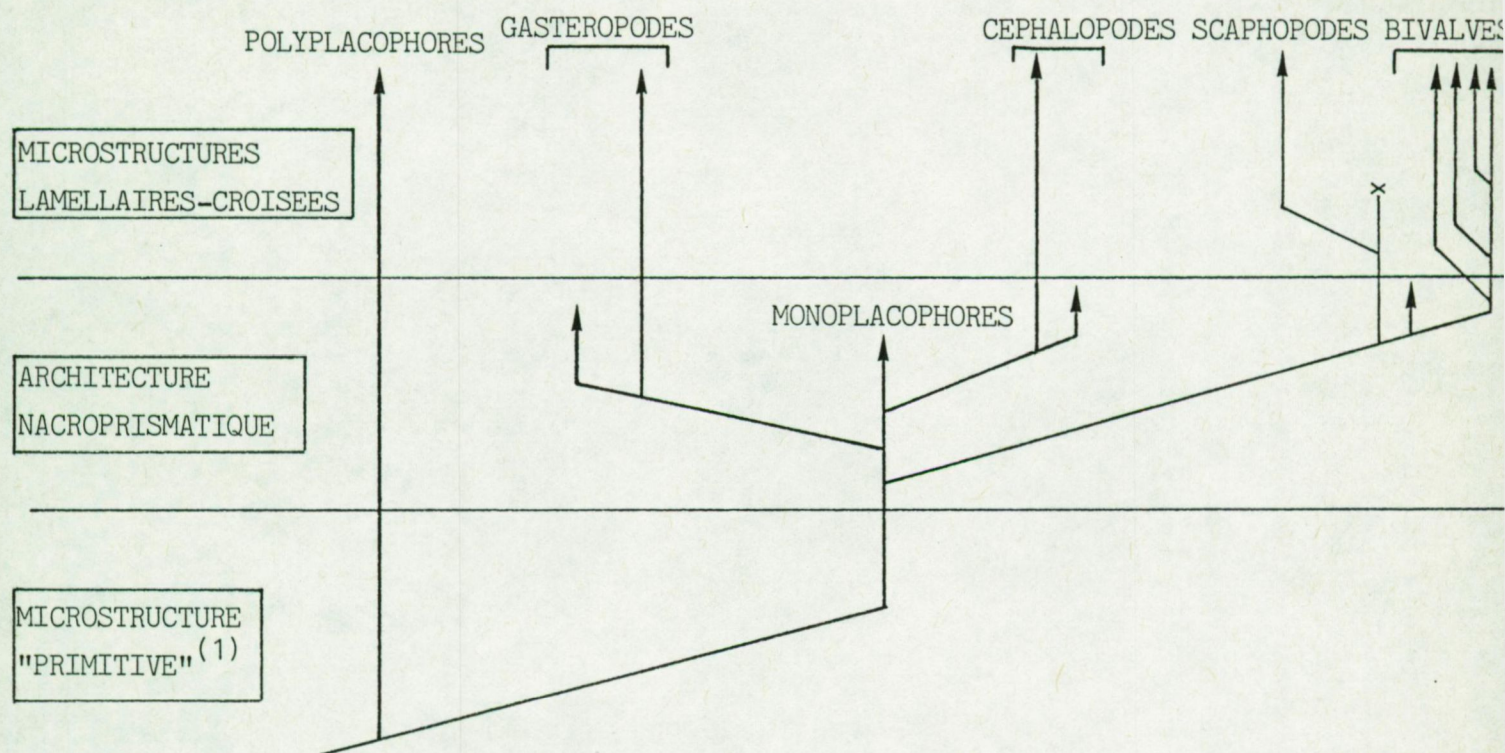 POLYPLACOPHORES
GASTEROPODES
CEPHALOPODES
SCAPHOPODES
BIVALVES
MICROSTRUCTURES
LAMELLAIRES-CROISEES
x
MONOPLACOPHORES
ARCHITECTURE
NACROPRISMATIQUE
MICROSTRUCTURE
"PRIMITIVE"(1)